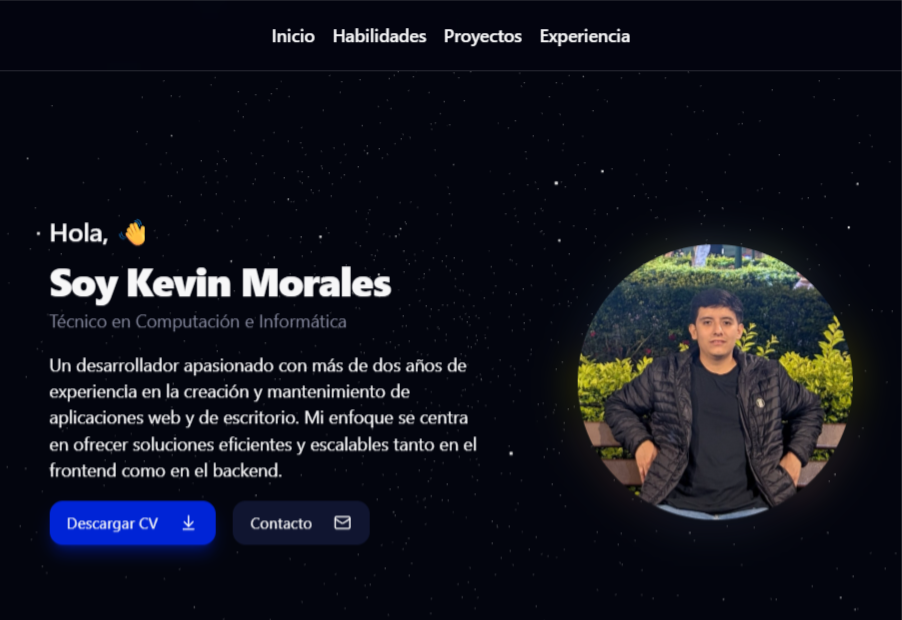 Inicio Habilidades Proyectos Experiencia
Hola, 👋
Soy Kevin Morales
Técnico en Computación e Informática
Un desarrollador apasionado con más de dos años de
experiencia en la creación y mantenimiento de
aplicaciones web y de escritorio. Mi enfoque se centra
en ofrecer soluciones eficientes y escalables tanto en el
frontend como en el backend.
Descargar CV Contacto